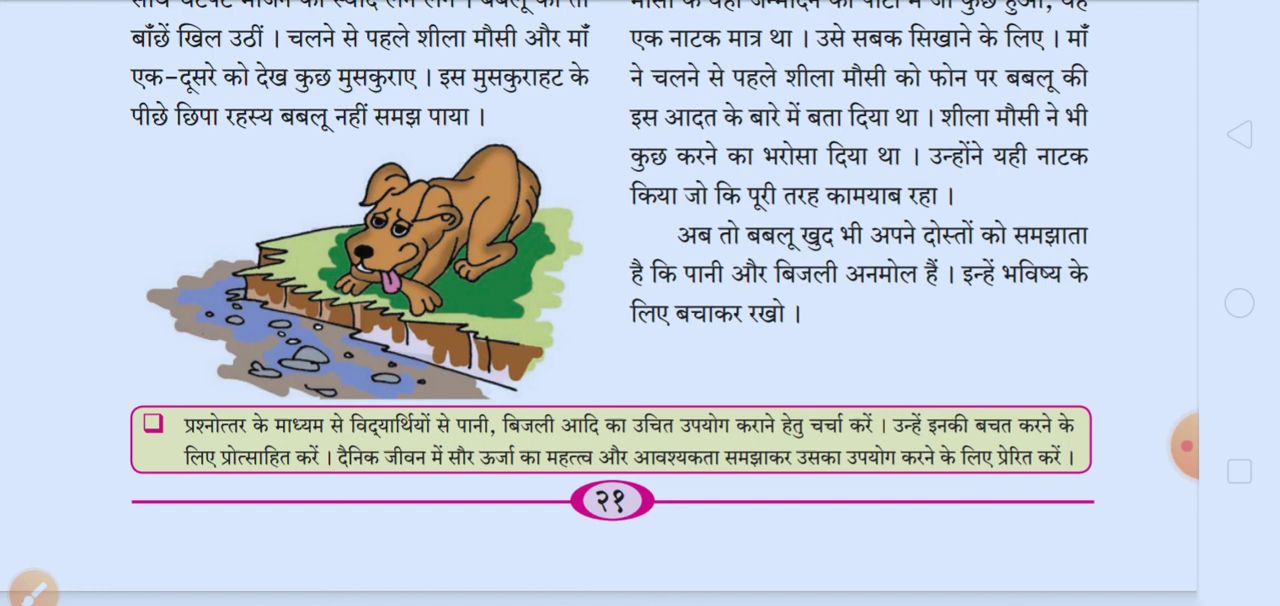 बाँछें खिल उठीं । चलने से पहले शीला मौसी और माँ
एक-दूसरे को देख कुछ मुसकुराए । इस मुसकुराहट के
पीछे छिपा रहस्य बबलू नहीं समझ पाया ।
एक नाटक मात्र था । उसे सबक सिखाने के लिए । माँ
ने चलने से पहले शीला मौसी को फोन पर बबलू की
इस आदत के बारे में बता दिया था । शीला मौसी ने भी
कुछ करने का भरोसा दिया था । उन्होंने यही नाटक
किया जो कि पूरी तरह कामयाब रहा ।
अब तो बबलू खुद भी अपने दोस्तों को समझाता
है कि पानी और बिजली अनमोल हैं । इन्हें भविष्य के
लिए बचाकर रखो ।
प्रश्नोत्तर के माध्यम से विद्यार्थियों से पानी, बिजली आदि का उचित उपयोग कराने हेतु चर्चा करें । उन्हें इनकी बचत करने के
लिए प्रोत्साहित करें । दैनिक जीवन में सौर ऊर्जा का महत्त्व और आवश्यकता समझाकर उसका उपयोग करने के लिए प्रेरित करें ।
२१